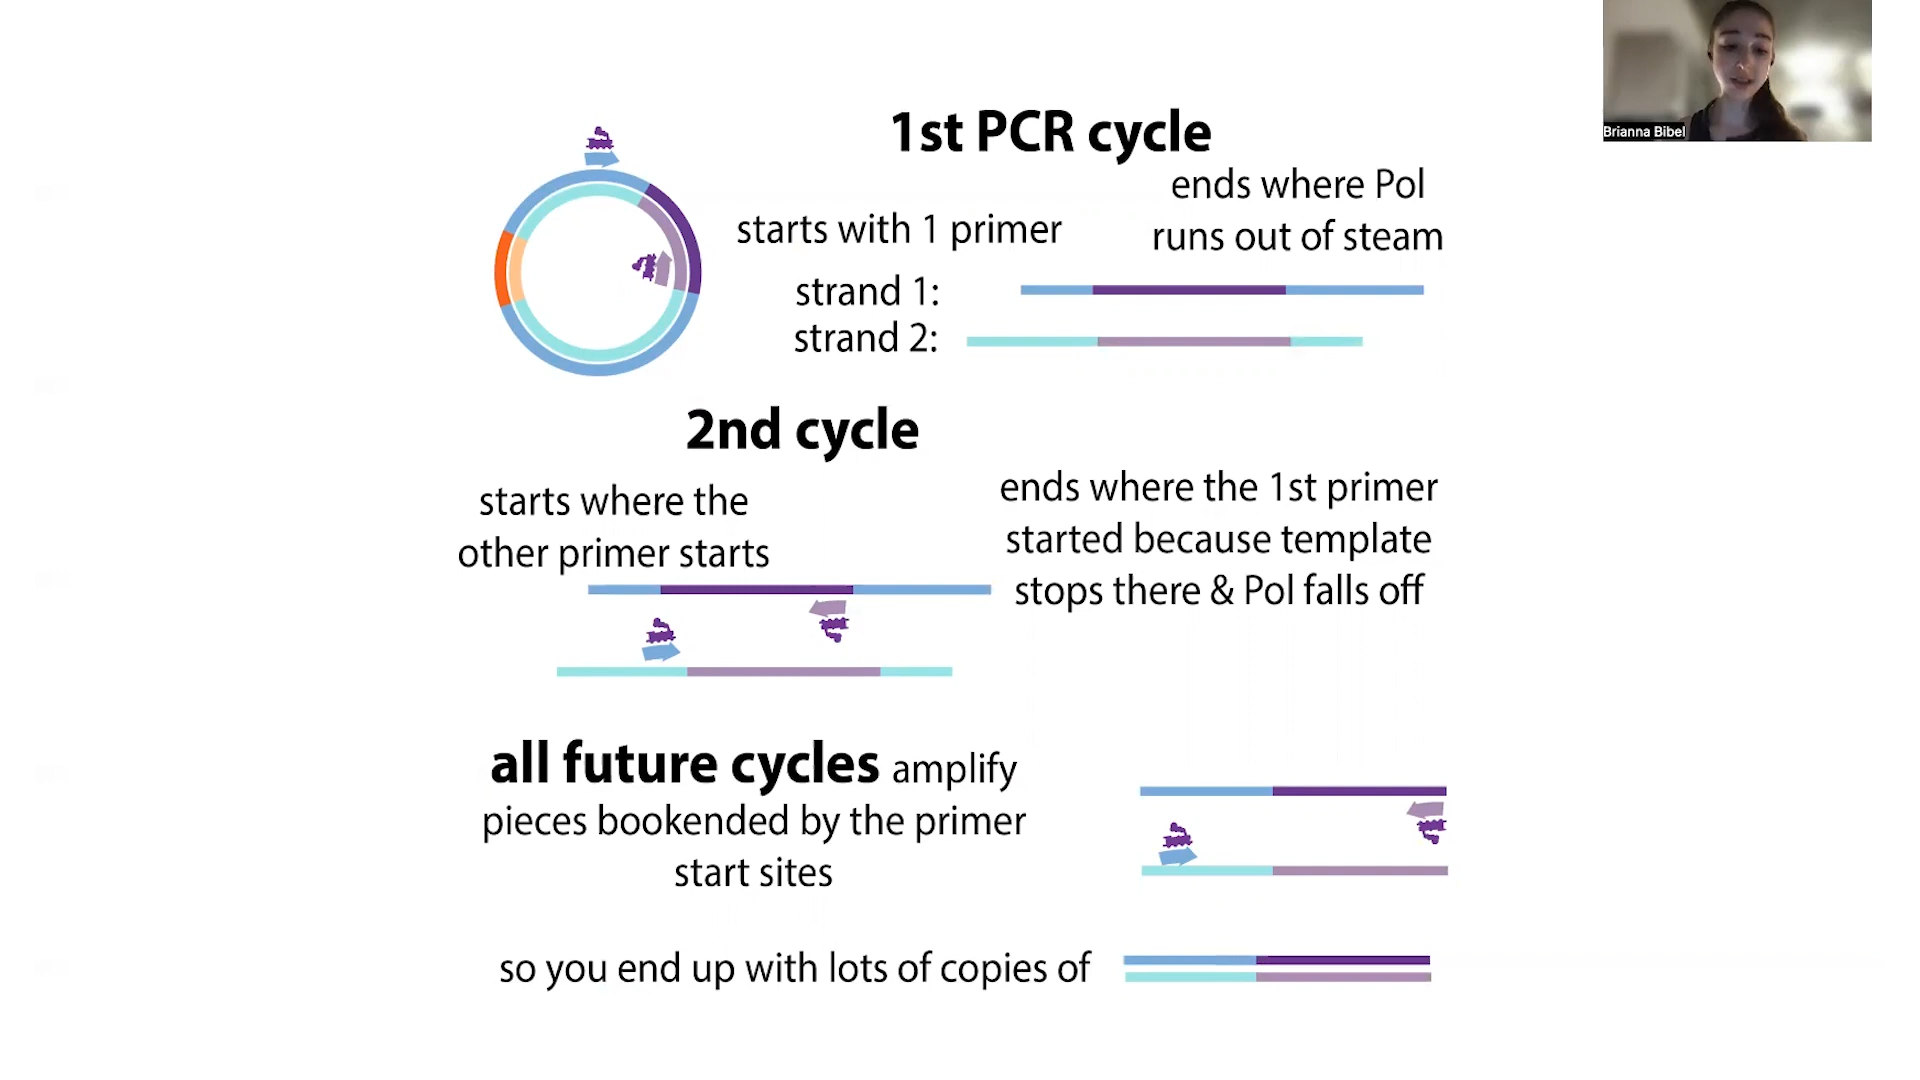 Brianna Bibel
1st PCR cycle
starts with 1 primer
ends where Pol
runs out of steam
strand 1:
strand 2:
2nd cycle
starts where the
other primer starts
ends where the 1st primer
started because template
stops there & Pol falls off
all future cycles amplify
pieces bookended by the primer
start sites
so you end up with lots of copies of